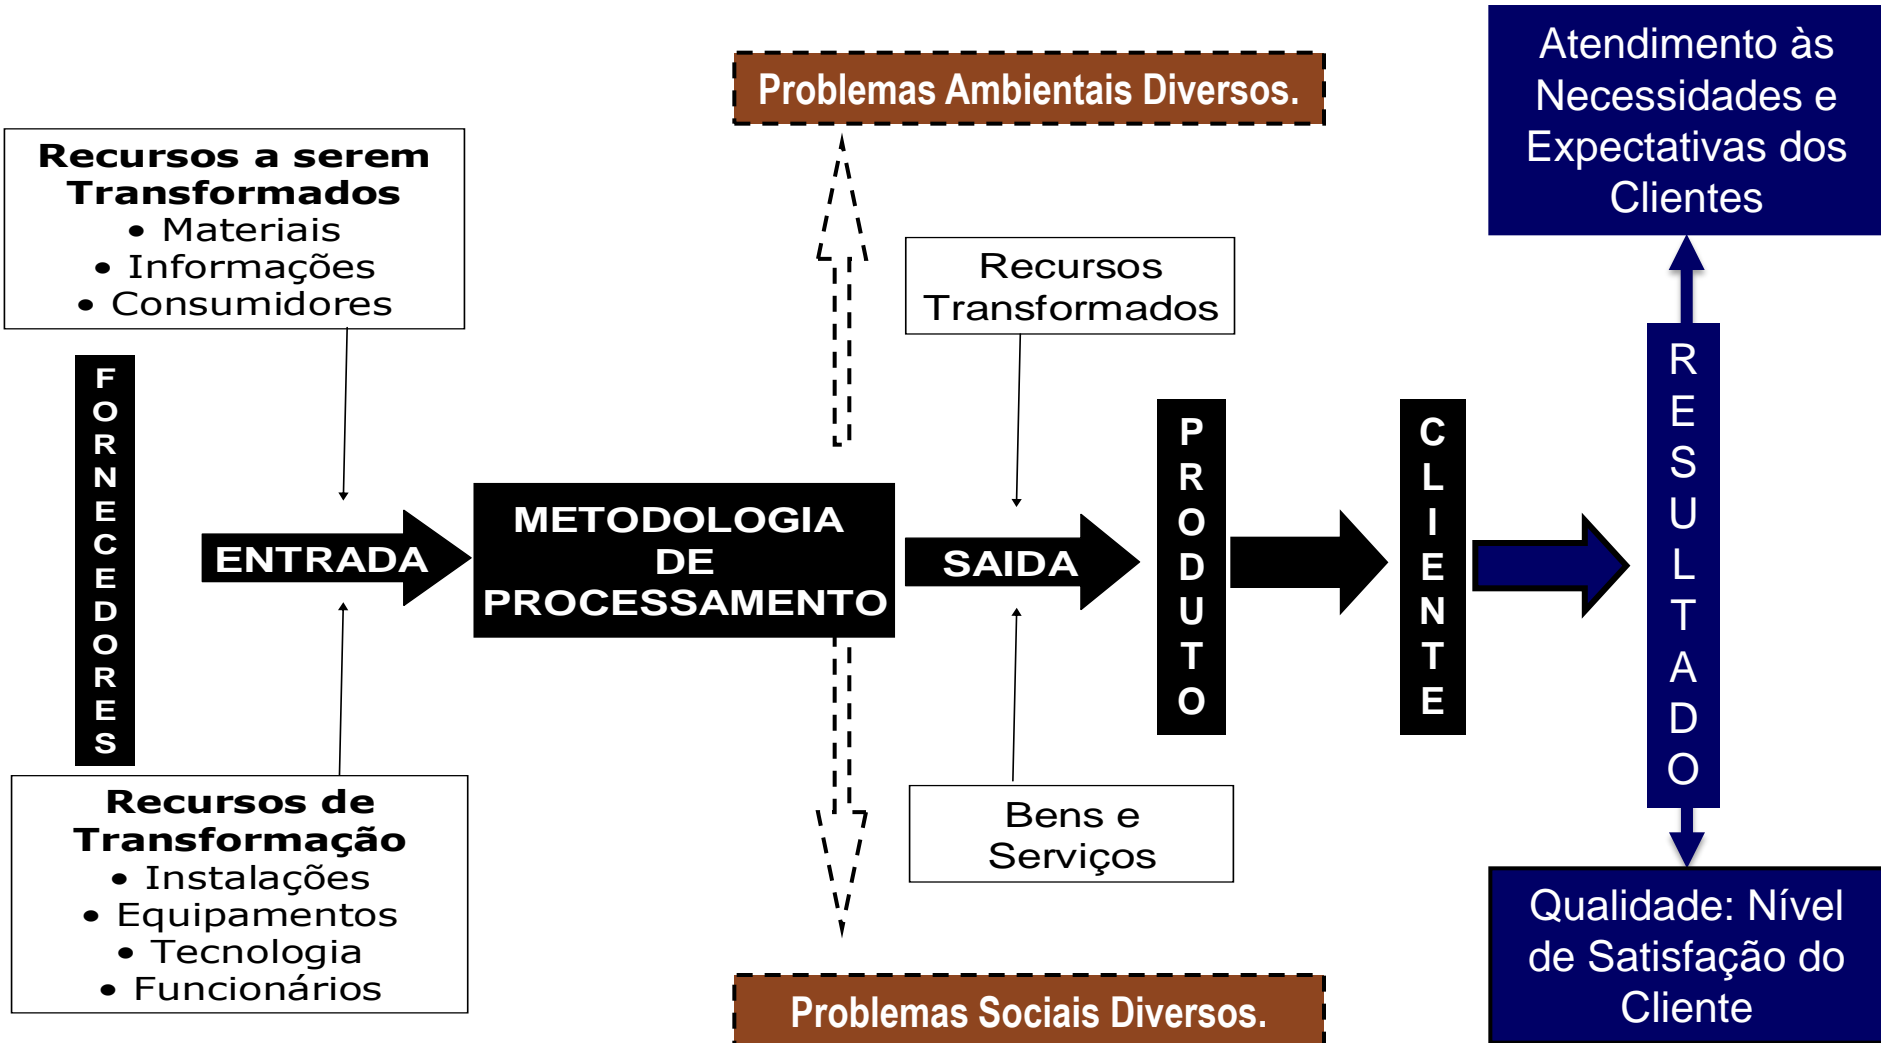 Problemas Ambientais Diversos.
Atendimento às
Necessidades e
Expectativas dos
Clientes
Recursos a serem
Transformados
• Materiais
• Informações
• Consumidores
Recursos
Transformados
FORNECEDORES
ENTRADA
METODOLOGIA
DE
PROCESSAMENTO
SAIDA
PRODUTO
CLIENTE
RESULTADO
Recursos de
Transformação
• Instalações
• Equipamentos
• Tecnologia
• Funcionários
Bens e
Serviços
Problemas Sociais Diversos.
Qualidade: Nível
de Satisfação do
Cliente